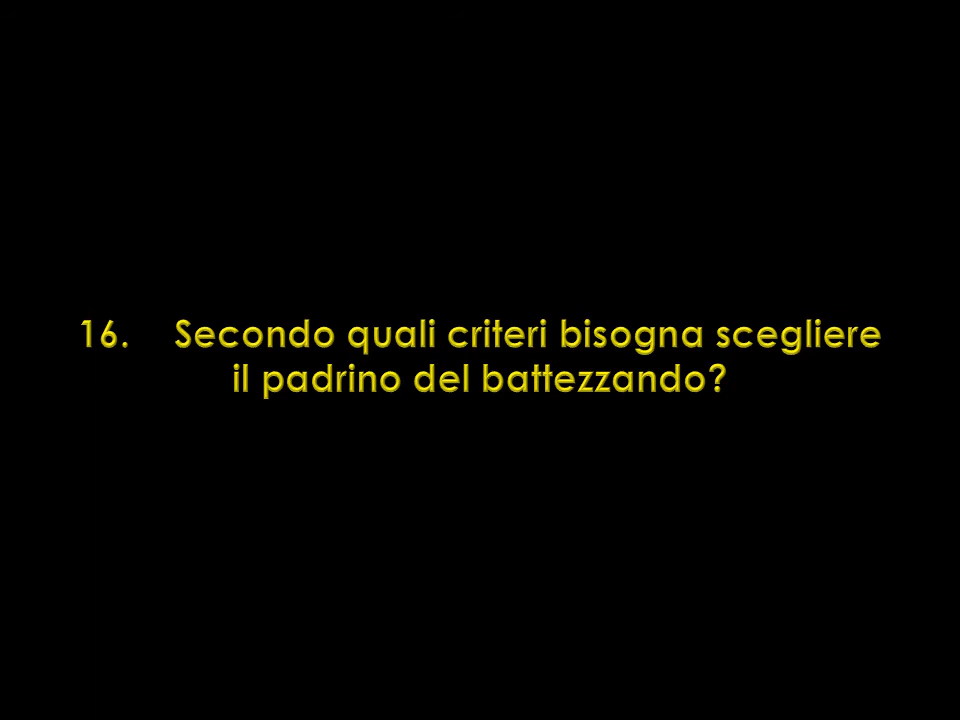 16. Secondo quali criteri bisogna scegliere
il padrino del battezzando?